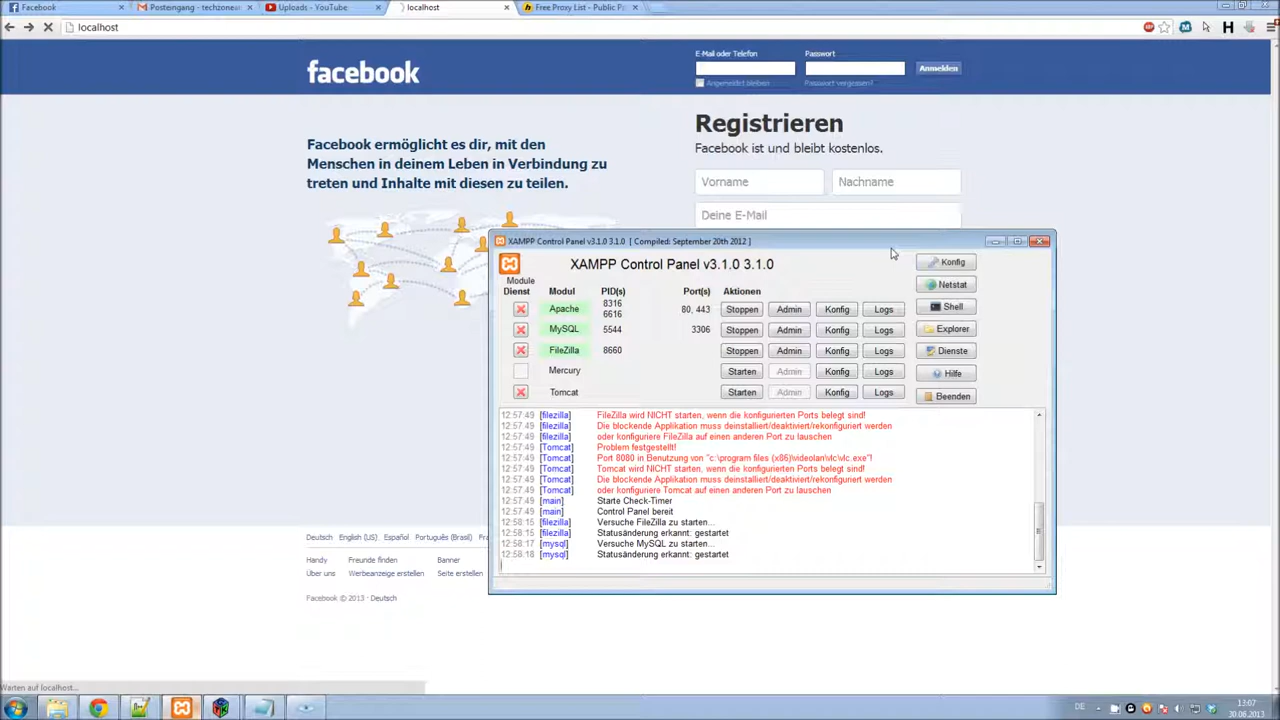 Facebook
Posteingang - techzone
Uploads - YouTube
localhost
Free Proxy List - Public P
localhost
facebook
E-Mail oder Telefon
Passwort
Anmelden
Angemeldet bleiben
Passwort vergessen?
Facebook ermöglicht es dir, mit den
Menschen in deinem Leben in Verbindung zu
treten und Inhalte mit diesen zu teilen.
Registrieren
Facebook ist und bleibt kostenlos.
Vorname
Nachname
Deine E-Mail
XAMPP Control Panel v3.1.0 3.1.0 [ Compiled: September 20th 2012 ]
XAMPP Control Panel v3.1.0 3.1.0
Konfig
Module
Dienst Modul PID(s) Port(s) Aktionen
Netstat
Apache 8316 6616 80, 443 Stoppen Admin Konfig Logs
Shell
MySQL 5544 3306 Stoppen Admin Konfig Logs
Explorer
FileZilla 8660 Stoppen Admin Konfig Logs
Dienste
Mercury Starten Admin Konfig Logs
Hilfe
Tomcat Starten Admin Konfig Logs
Beenden
12:57:49 [filezilla] FileZilla wird NICHT starten, wenn die konfigurierten Ports belegt sind!
12:57:49 [filezilla] Die blockende Applikation muss deinstalliert/deaktiviert/rekonfiguriert werden
12:57:49 [filezilla] oder konfiguriere FileZilla auf einen anderen Port zu lauschen
12:57:49 [Tomcat] Problem festgestellt!
12:57:49 [Tomcat] Port 8080 in Benutzung von "c:\program files (x86)\videolan\vlc\vlc.exe"!
12:57:49 [Tomcat] Tomcat wird NICHT starten, wenn die konfigurierten Ports belegt sind!
12:57:49 [Tomcat] Die blockende Applikation muss deinstalliert/deaktiviert/rekonfiguriert werden
12:57:49 [Tomcat] oder konfiguriere Tomcat auf einen anderen Port zu lauschen
12:57:49 [main] Starte Check-Timer
12:57:49 [main] Control Panel bereit
12:58:15 [filezilla] Versuche FileZilla zu starten...
12:58:15 [filezilla] Statusänderung erkannt: gestartet
12:58:17 [mysql] Versuche MySQL zu starten...
12:58:18 [mysql] Statusänderung erkannt: gestartet
Deutsch English (US) Español Português (Brasil) Fra
Handy Freunde finden Banner
Über uns Werbeanzeige erstellen Seite erstellen
Facebook © 2013 · Deutsch
Warten auf localhost...
DE
13:07
30.06.2013